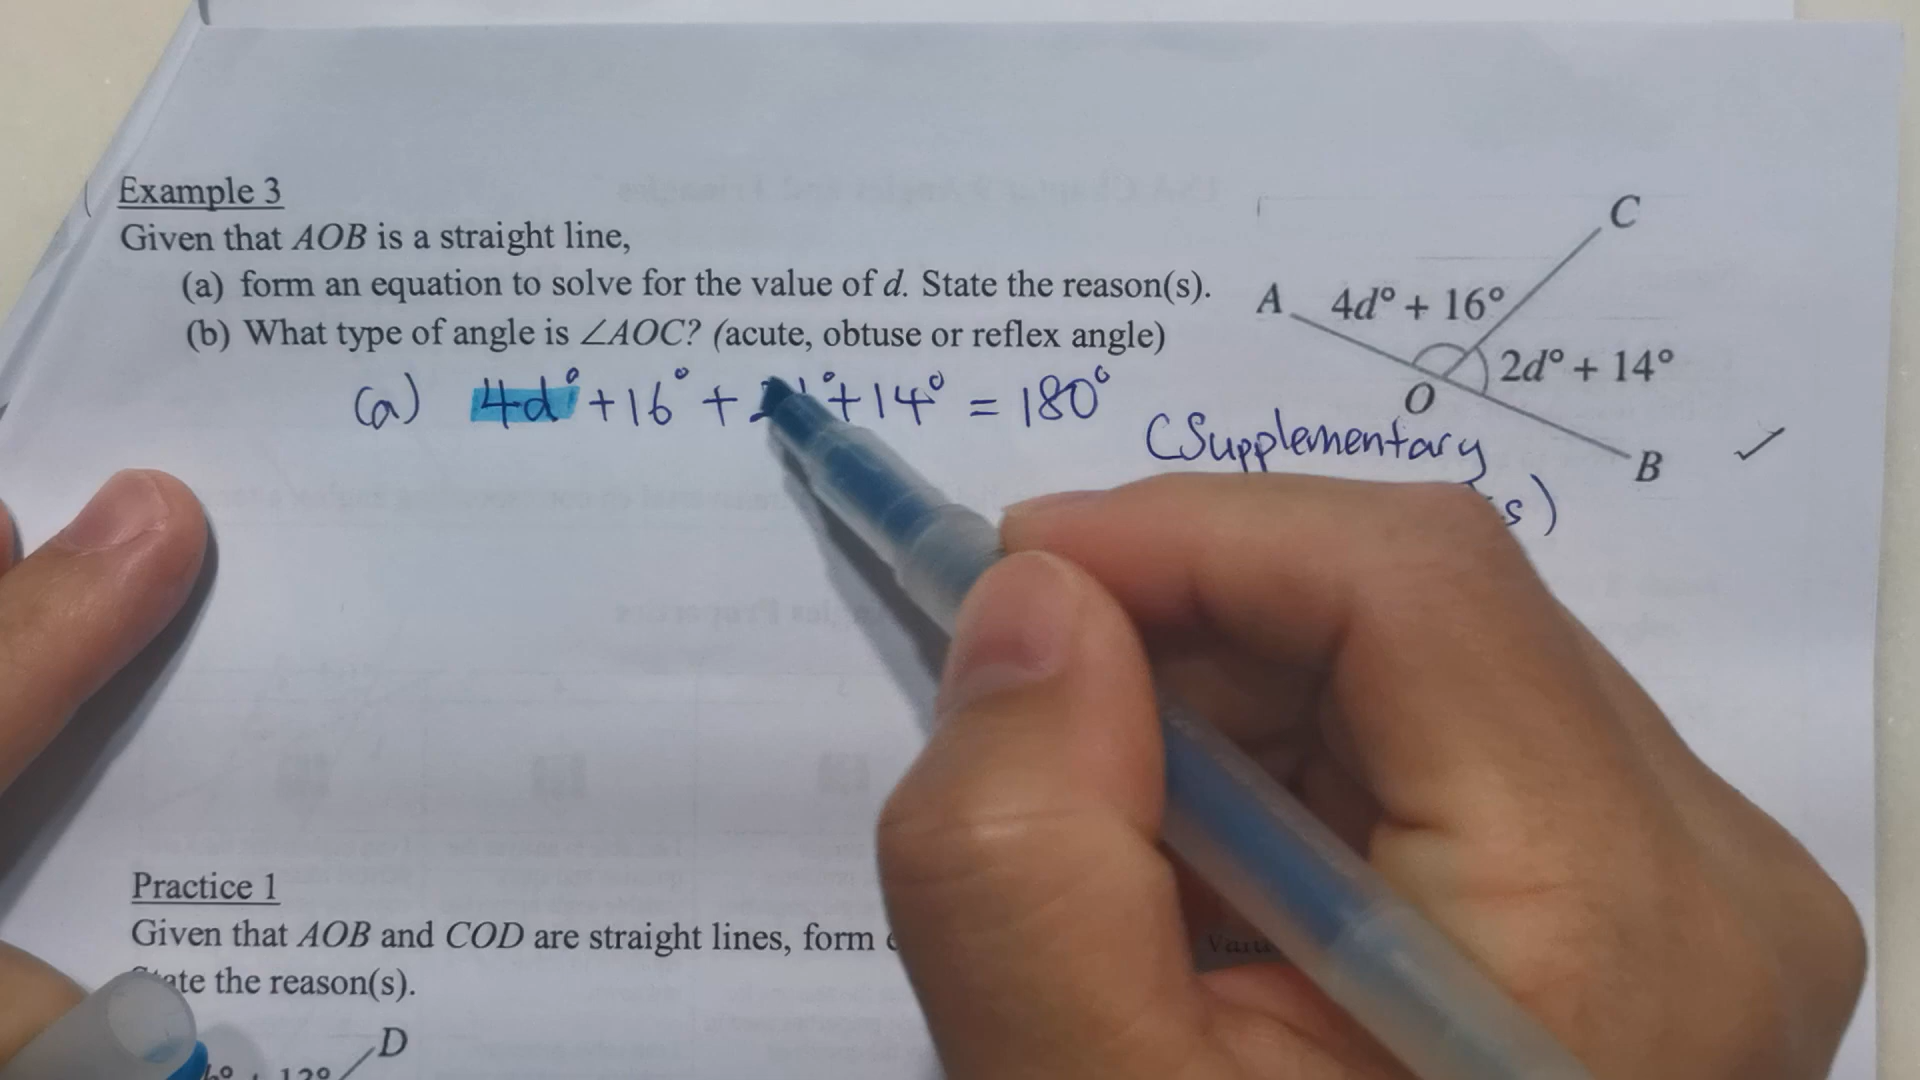 Example 3
Given that AOB is a straight line,
(a) form an equation to solve for the value of d. State the reason(s).
(b) What type of angle is ∠AOC? (acute, obtuse or reflex angle)
C
A 4d° + 16°
2d° + 14°
O
B
(a) 4d° + 16° + 2d° + 14° = 180°
(Supplementary
s)
Practice 1
Given that AOB and COD are straight lines, form
the reason(s).
D